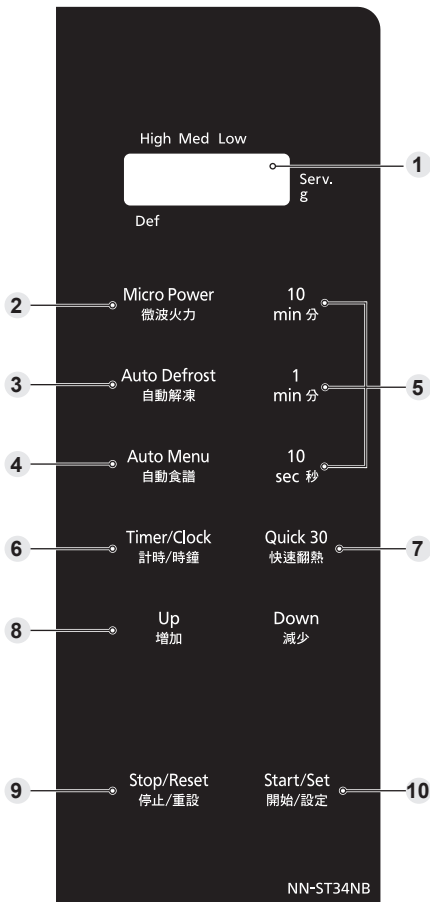 High Med Low
1
Serv.
g
Def
2
Micro Power
微波火力
10
min 分
3
Auto Defrost
自動解凍
1
min 分
5
4
Auto Menu
自動食譜
10
sec 秒
6
Timer/Clock
計時/時鐘
Quick 30
快速翻熱
7
8
Up
增加
Down
減少
9
Stop/Reset
停止/重設
Start/Set
開始/設定
10
NN-ST34NB